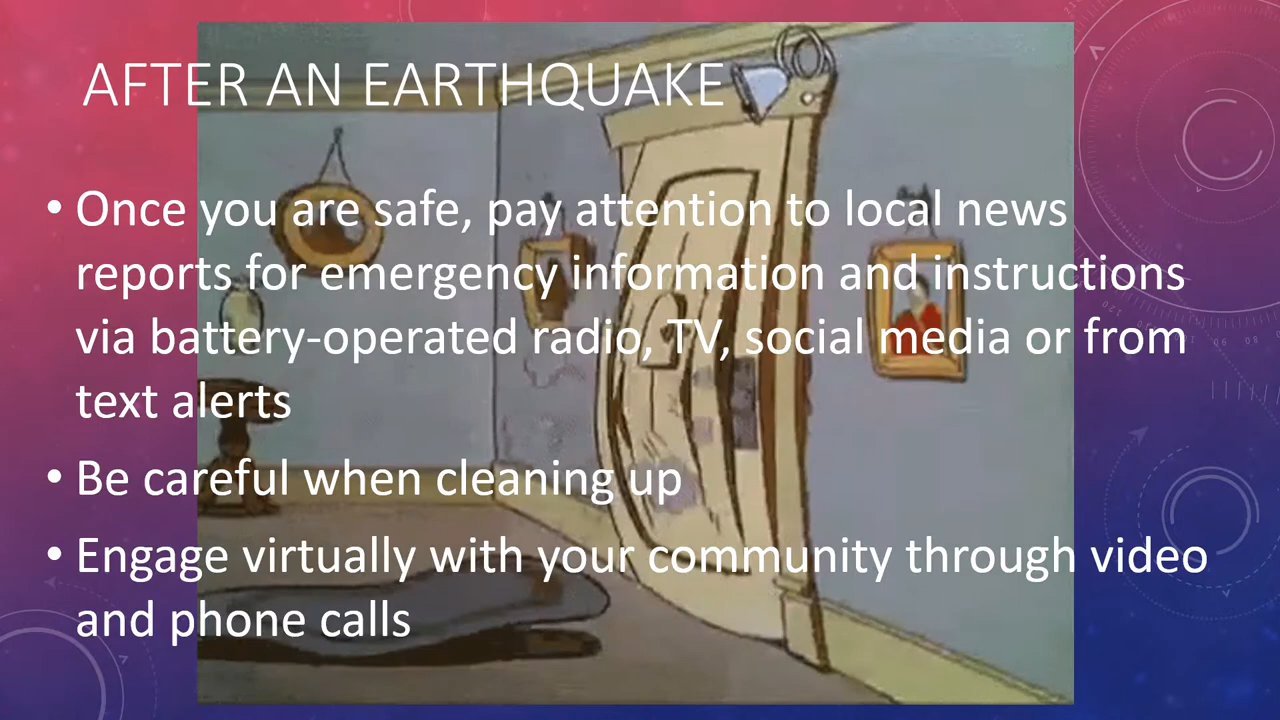 AFTER AN EARTHQUAKE
• Once you are safe, pay attention to local news
reports for emergency information and instructions
via battery-operated radio, TV, social media or from
text alerts
• Be careful when cleaning up
• Engage virtually with your community through video
and phone calls